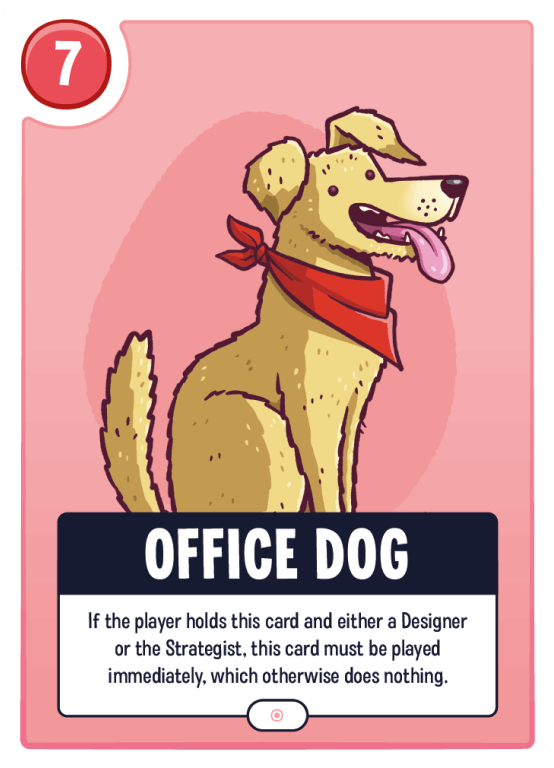 7
OFFICE DOG
If the player holds this card and either a Designer
or the Strategist, this card must be played
immediately, which otherwise does nothing.